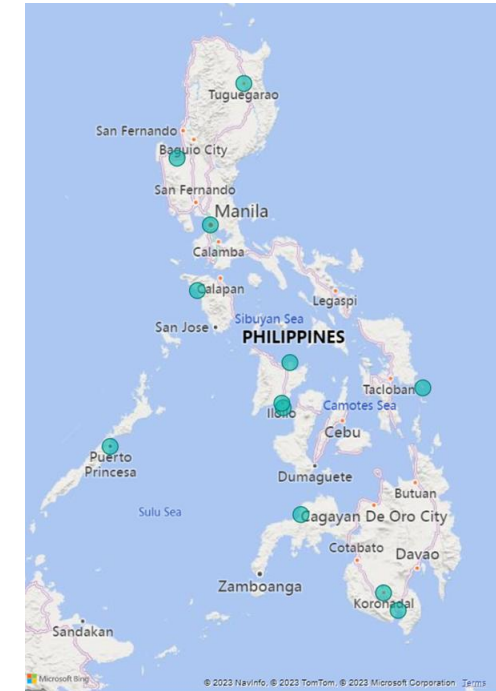 Tuguegarao
San Fernando
Baguio City
San Fernando
Manila
Calamba
Calapan
Legaspi
Sibuyan Sea
San Jose
PHILIPPINES
Tacloban
Camotes Sea
Iloilo
Cebu
Puerto
Princesa
Dumaguete
Butuan
Sulu Sea
Cagayan De Oro City
Cotabato
Davao
Zamboanga
Koronadal
Sandakan
Microsoft Bing
© 2023 NavInfo, © 2023 TomTom, © 2023 Microsoft Corporation Terms